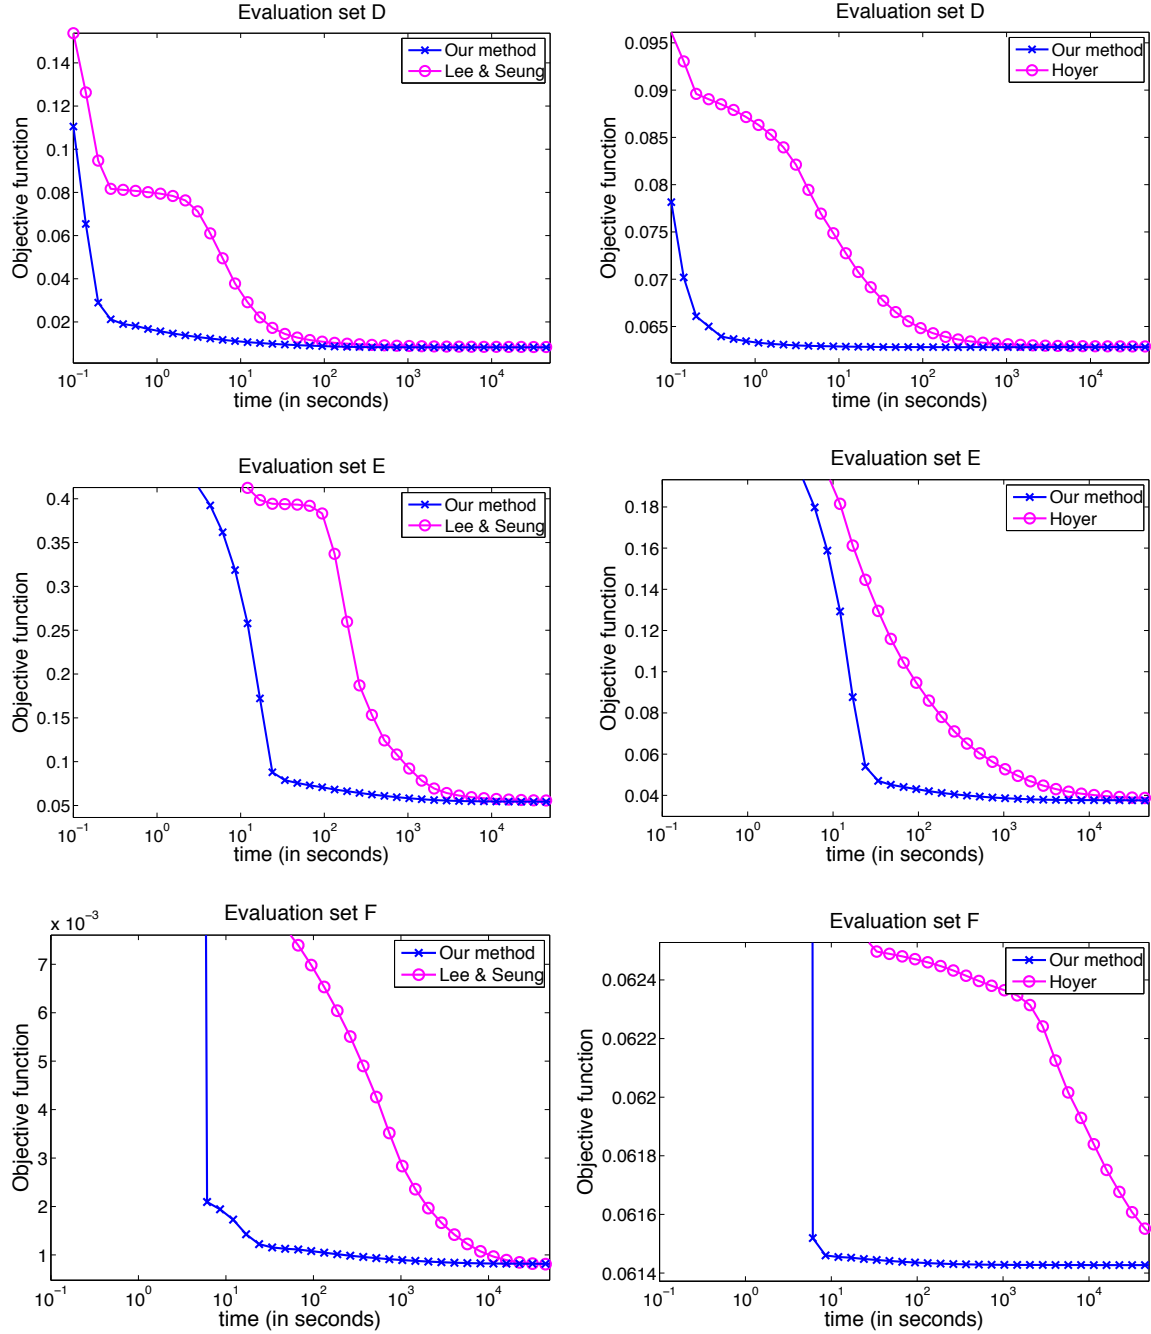 Evaluation set D
Objective function
0.14
0.12
0.1
0.08
0.06
0.04
0.02
Our method
Lee & Seung
10^−1 10^0 10^1 10^2 10^3 10^4
time (in seconds)
Evaluation set D
Objective function
0.095
0.09
0.085
0.08
0.075
0.07
0.065
Our method
Hoyer
10^−1 10^0 10^1 10^2 10^3 10^4
time (in seconds)
Evaluation set E
Objective function
0.4
0.35
0.3
0.25
0.2
0.15
0.1
0.05
Our method
Lee & Seung
10^−1 10^0 10^1 10^2 10^3 10^4
time (in seconds)
Evaluation set E
Objective function
0.18
0.16
0.14
0.12
0.1
0.08
0.06
0.04
Our method
Hoyer
10^−1 10^0 10^1 10^2 10^3 10^4
time (in seconds)
Evaluation set F
x 10^−3
Objective function
7
6
5
4
3
2
1
Our method
Lee & Seung
10^−1 10^0 10^1 10^2 10^3 10^4
time (in seconds)
Evaluation set F
Objective function
0.0624
0.0622
0.062
0.0618
0.0616
0.0614
Our method
Hoyer
10^−1 10^0 10^1 10^2 10^3 10^4
time (in seconds)